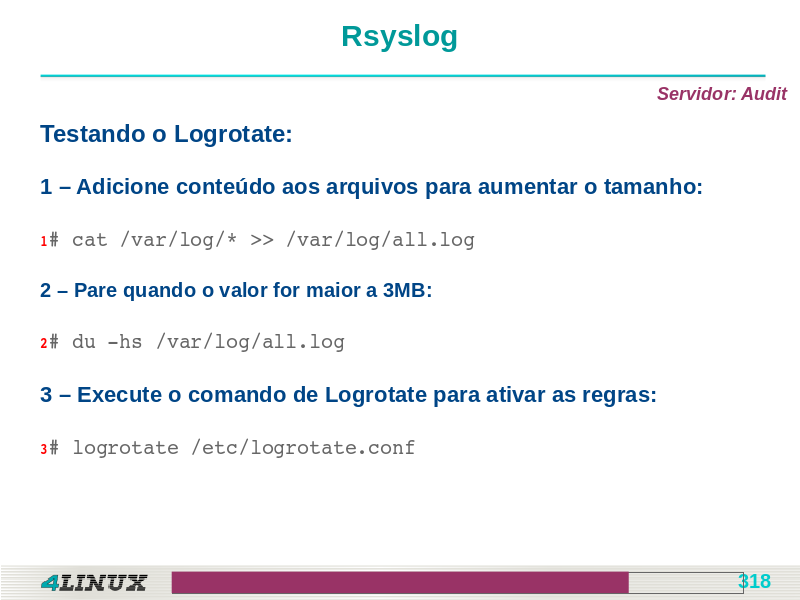 Rsyslog
Servidor: Audit
Testando o Logrotate:
1 – Adicione conteúdo aos arquivos para aumentar o tamanho:
1# cat /var/log/* >> /var/log/all.log
2 – Pare quando o valor for maior a 3MB:
2# du –hs /var/log/all.log
3 – Execute o comando de Logrotate para ativar as regras:
3# logrotate /etc/logrotate.conf
4LINUX
318